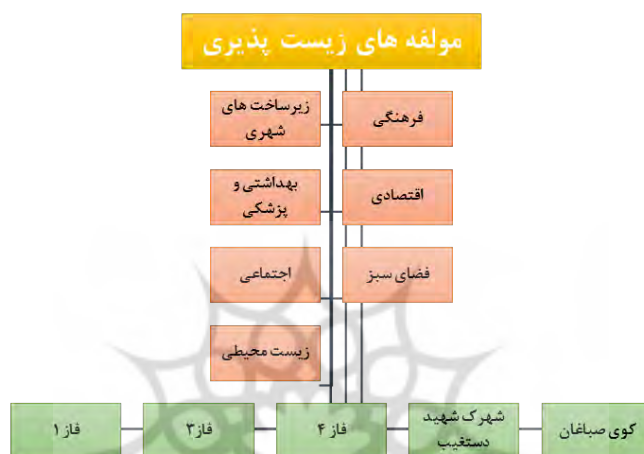 مولفه های زیست پذیری
فرهنگی
زیرساخت های
شهری
اقتصادی
بهداشتی و
پزشکی
فضای سبز
اجتماعی
زیست محیطی
کوی صباغان
شهرک شهید
دستغیب
فاز ۴
فاز۳
فاز ۱